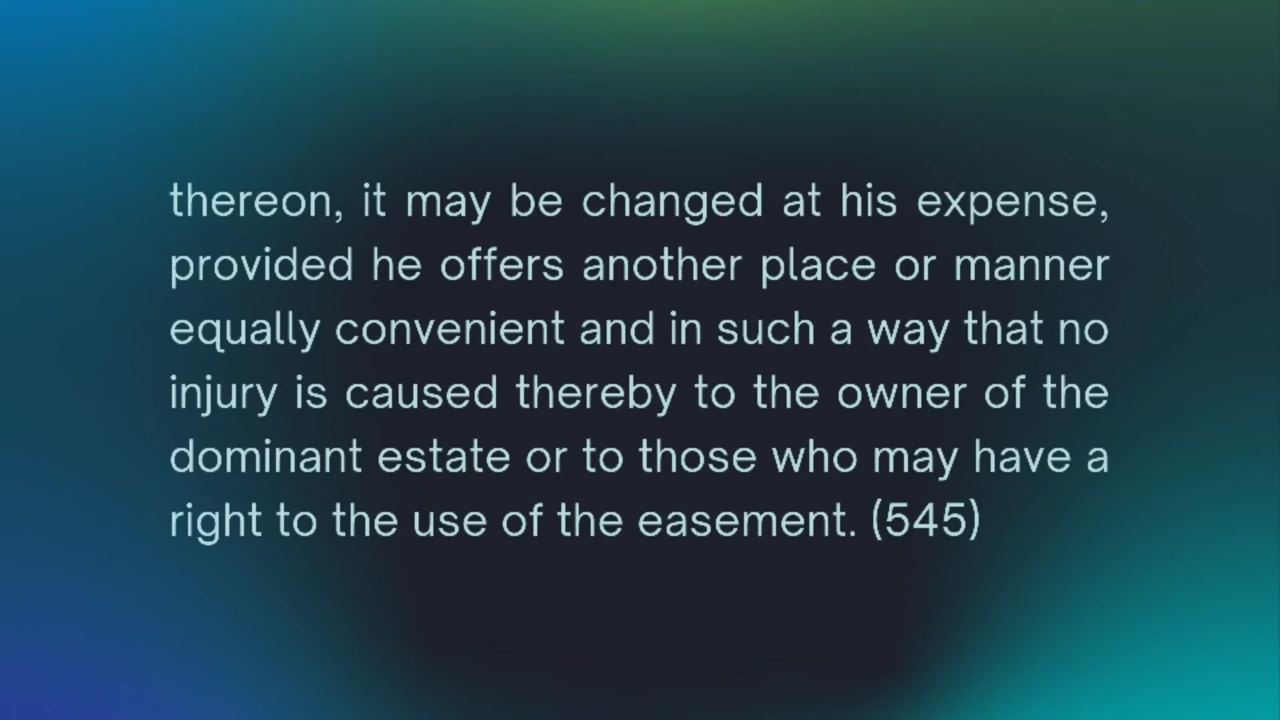 thereon, it may be changed at his expense,
provided he offers another place or manner
equally convenient and in such a way that no
injury is caused thereby to the owner of the
dominant estate or to those who may have a
right to the use of the easement. (545)